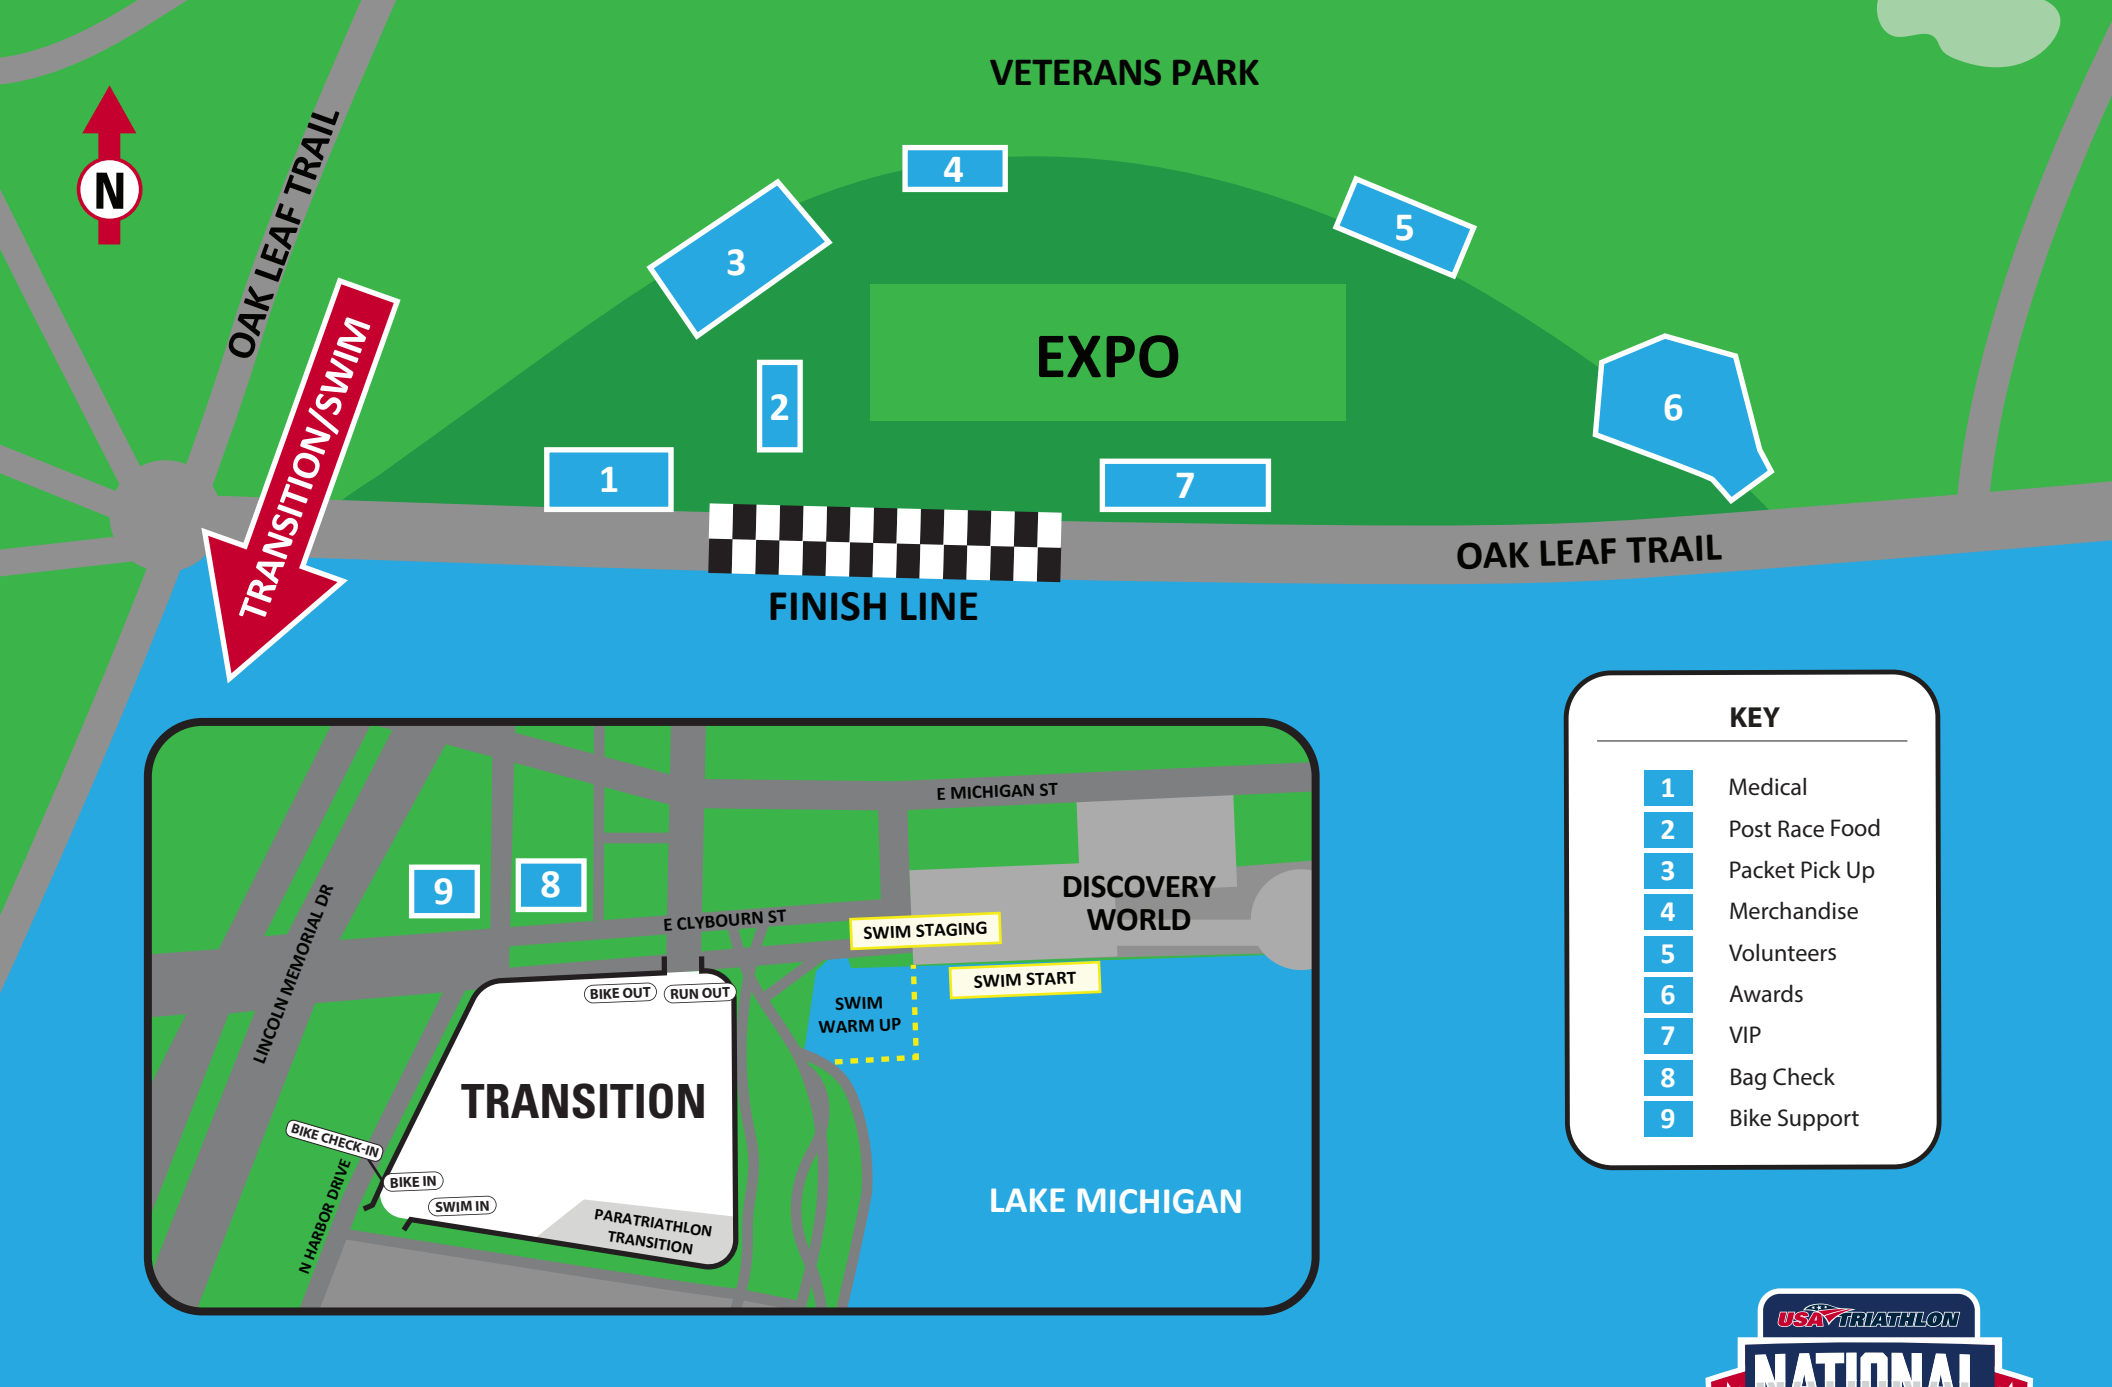 VETERANS PARK
N
OAK LEAF TRAIL
TRANSITION/SWIM
4
3
5
EXPO
2
6
1
7
OAK LEAF TRAIL
FINISH LINE
KEY
1 Medical
2 Post Race Food
3 Packet Pick Up
4 Merchandise
5 Volunteers
6 Awards
7 VIP
8 Bag Check
9 Bike Support
E MICHIGAN ST
9
8
DISCOVERY
WORLD
E CLYBOURN ST
SWIM STAGING
LINCOLN MEMORIAL DR
SWIM START
BIKE OUT
RUN OUT
SWIM
WARM UP
TRANSITION
BIKE CHECK-IN
BIKE IN
SWIM IN
N HARBOR DRIVE
PARATRIATHLON
TRANSITION
LAKE MICHIGAN
USA TRIATHLON
NATIONAL